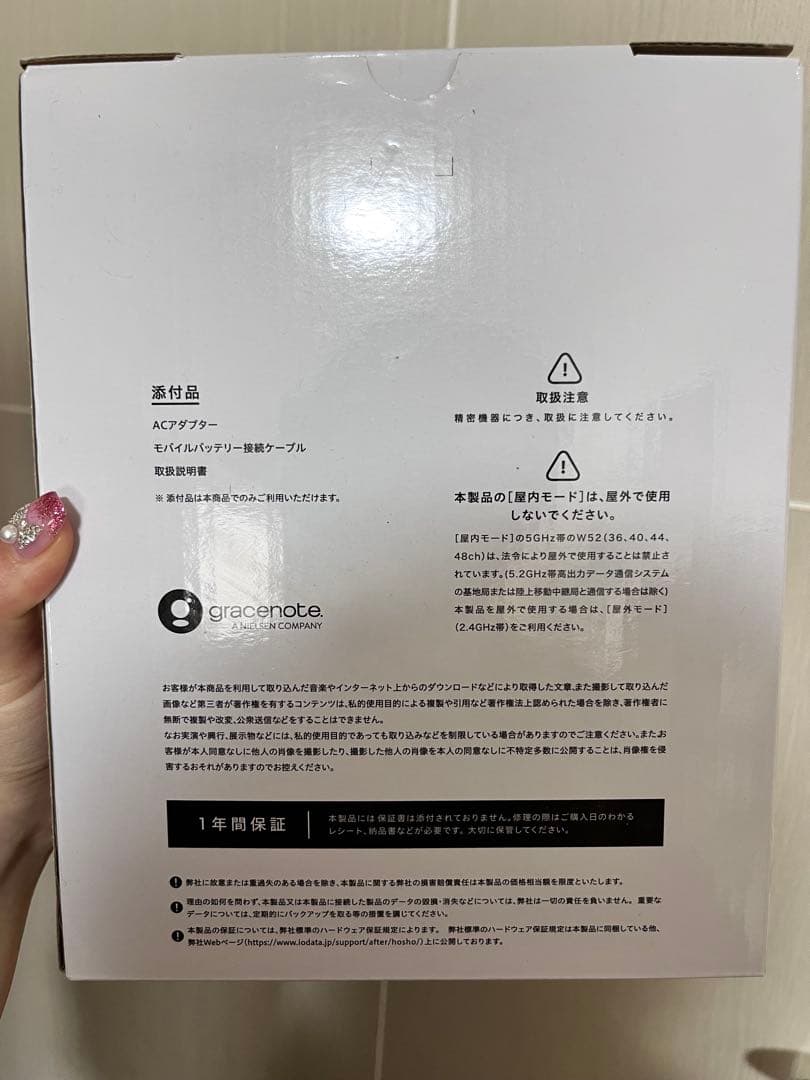 添付品
ACアダプター
モバイルバッテリー接続ケーブル
取扱説明書
※ 添付品は本商品でのみご利用いただけます。
gracenote.
A NIELSEN COMPANY
取扱注意
精密機器につき、取扱に注意してください。
本製品の[屋内モード]は、屋外で使用
しないでください。
[屋内モード]の5GHz帯のW52(36、40、44、
48ch)は、法令により屋外で使用することは禁止さ
れています。(5.2GHz帯高出力データ通信システム
の基地局または陸上移動中継局と通信する場合は除く)
本製品を屋外で使用する場合は、[屋外モード]
(2.4GHz帯)をご利用ください。
お客様が本商品を利用して取り込んだ音楽やインターネット上からのダウンロードなどにより取得した文章、また撮影して取り込んだ
画像など第三者が著作権を有するコンテンツは、私的使用目的による複製や引用など著作権法上認められた場合を除き、著作権者に
無断で複製や改変、公衆送信などをすることはできません。
なお実演や興行、展示物などには、私的使用目的であっても取り込みなどを制限している場合がありますのでご注意ください。また、お
客様が本人同意なしに他人の肖像を撮影したり、撮影した他人の肖像を本人の同意なしに不特定多数に公開することは、肖像権を侵
害するおそれがありますのでお控えください。
1年間保証
本製品には保証書は添付されておりません。修理の際はご購入日のわかる
レシート、納品書などが必要です。大切に保管してください。
弊社に故意または重過失のある場合を除き、本製品に関する弊社の損害賠償責任は本製品の価格相当額を限度といたします。
理由の如何を問わず、本製品又は本製品に接続した製品のデータの毀損・消失などについては、弊社は一切の責任を負いません。重要な
データについては、定期的にバックアップを取る等の措置を講じてください。
本製品の保証については、弊社標準のハードウェア保証規定によります。 弊社標準のハードウェア保証規定は本製品に同梱している他、
弊社Webページ(https://www.iodata.jp/support/after/hosho/)上に公開しております。